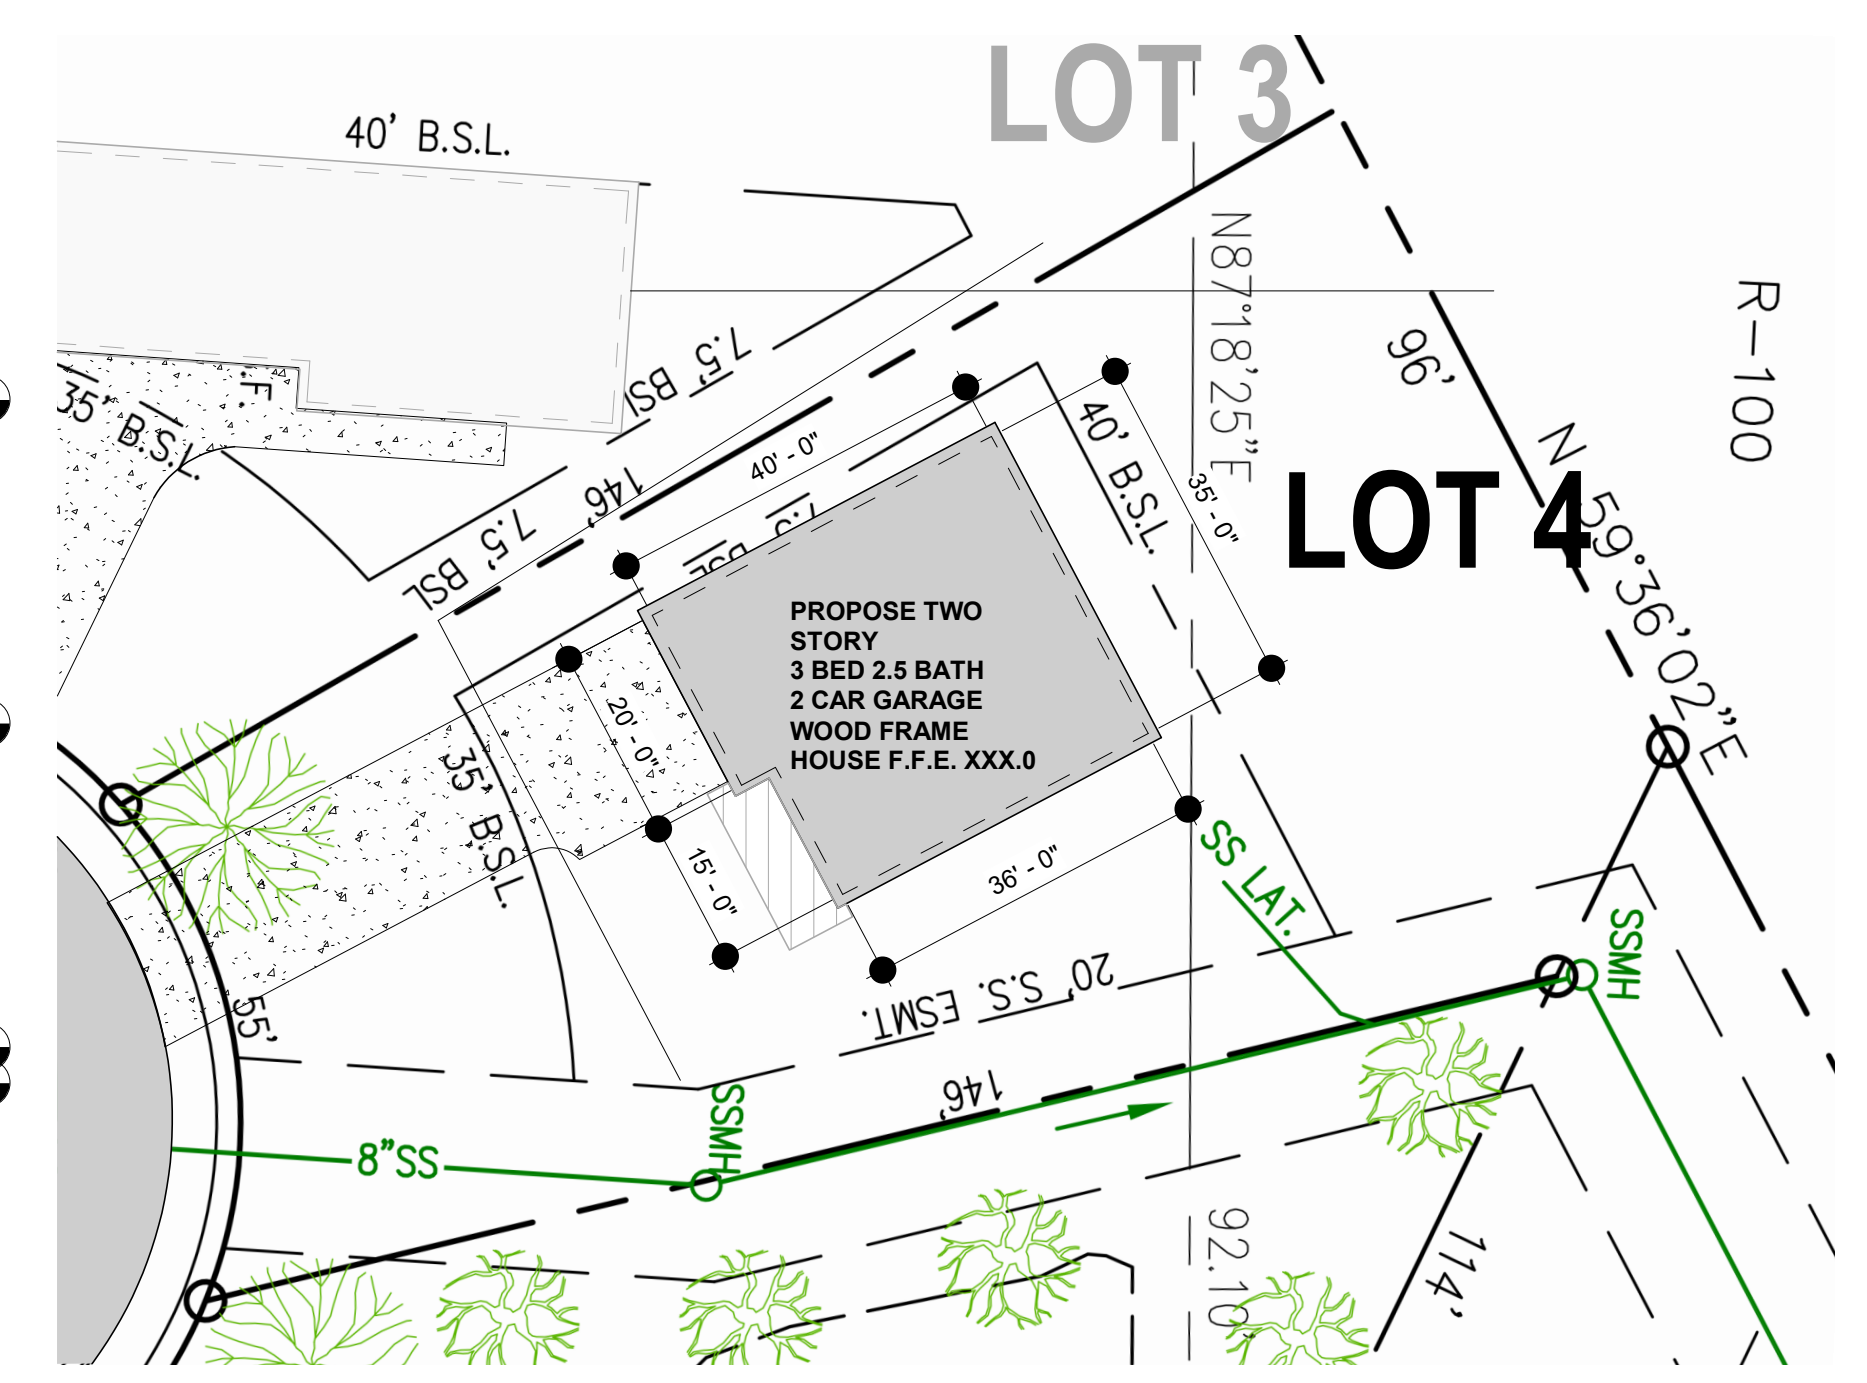 LOT 3
40' B.S.L.
N87°18'25"E
R-100
7.5' BSL
96'
35' B.S.L.
F.
40' - 0"
40' B.S.L.
146'
35' - 0"
N 59°36'02"E
LOT 4
7.5' BSL
7.5' BSL
PROPOSE TWO
STORY
3 BED 2.5 BATH
2 CAR GARAGE
WOOD FRAME
HOUSE F.F.E. XXX.0
20' - 0"
35' B.S.L.
15' - 0"
36' - 0"
SS LAT.
SSMH
20' S.S. ESMT.
55'
146'
SSMH
8"SS
92.10'
114'